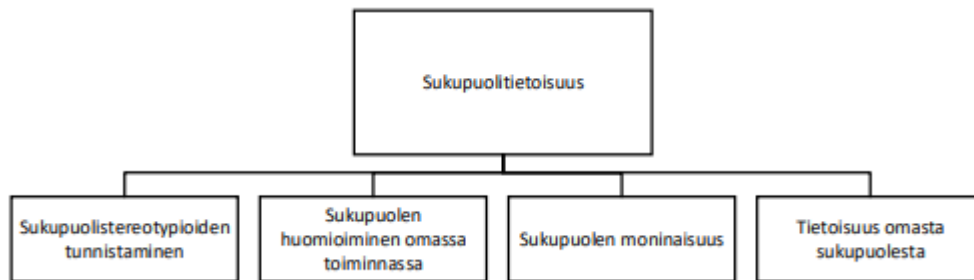 Sukupuolitietoisuus
Sukupuolistereotypioiden
tunnistaminen
Sukupuolen
huomioiminen omassa
toiminnassa
Sukupuolen moninaisuus
Tietoisuus omasta
sukupuolesta